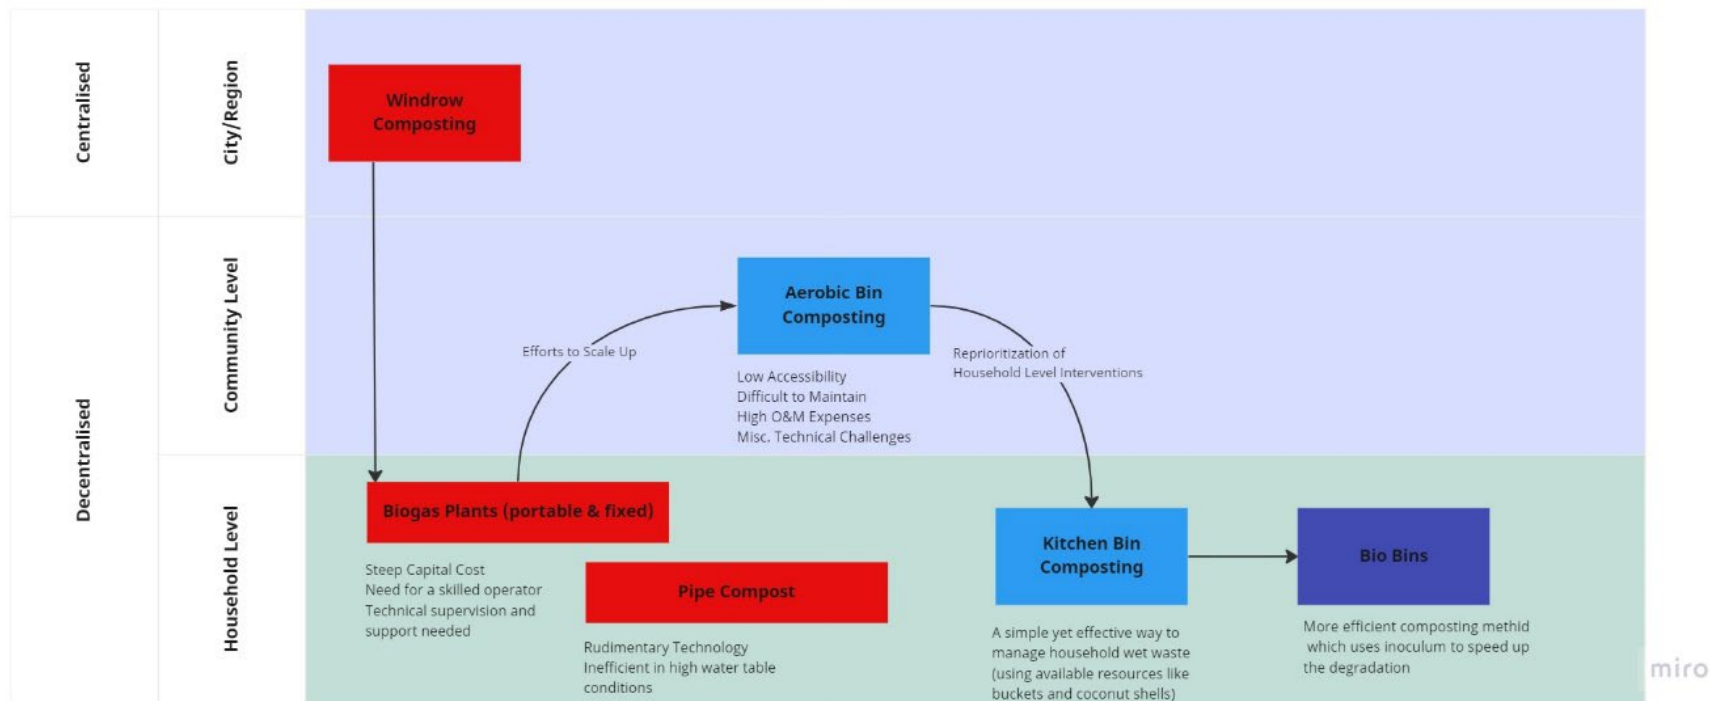 Centralised
City/Region
Windrow
Composting
Decentralised
Community Level
Aerobic Bin
Composting
Efforts to Scale Up
Reprioritization of
Household Level Interventions
Low Accessibility
Difficult to Maintain
High O&M Expenses
Misc. Technical Challenges
Household Level
Biogas Plants (portable & fixed)
Steep Capital Cost
Need for a skilled operator
Technical supervision and
support needed
Pipe Compost
Rudimentary Technology
Inefficient in high water table
conditions
Kitchen Bin
Composting
A simple yet effective way to
manage household wet waste
(using available resources like
buckets and coconut shells)
Bio Bins
More efficient composting methid
which uses inoculum to speed up
the degradation
miro